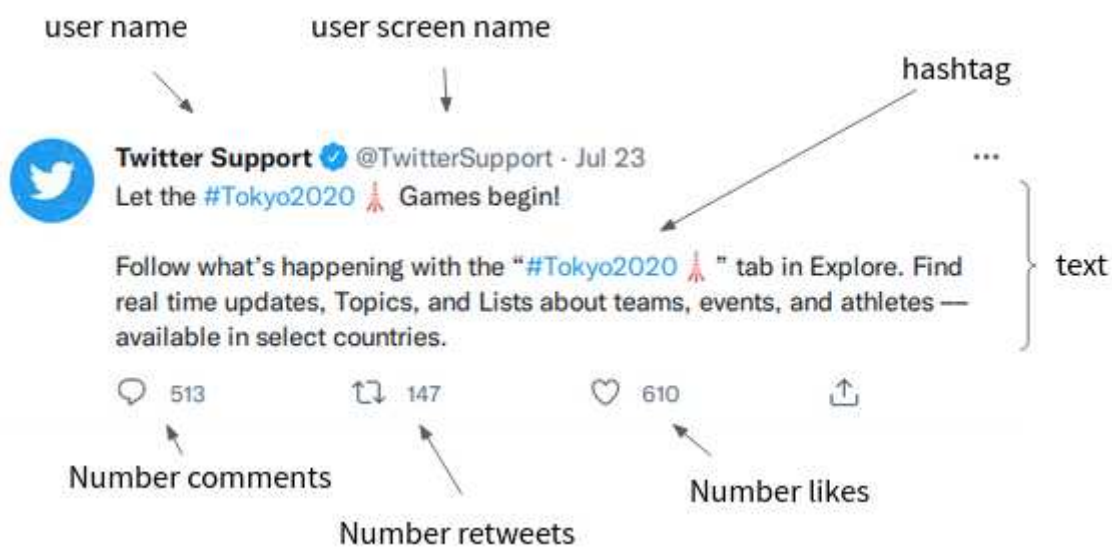 user name
user screen name
hashtag
Twitter Support @TwitterSupport · Jul 23
Let the #Tokyo2020 Games begin!
Follow what's happening with the “#Tokyo2020 ” tab in Explore. Find
real time updates, Topics, and Lists about teams, events, and athletes —
available in select countries.
text
513 147 610
Number comments
Number likes
Number retweets